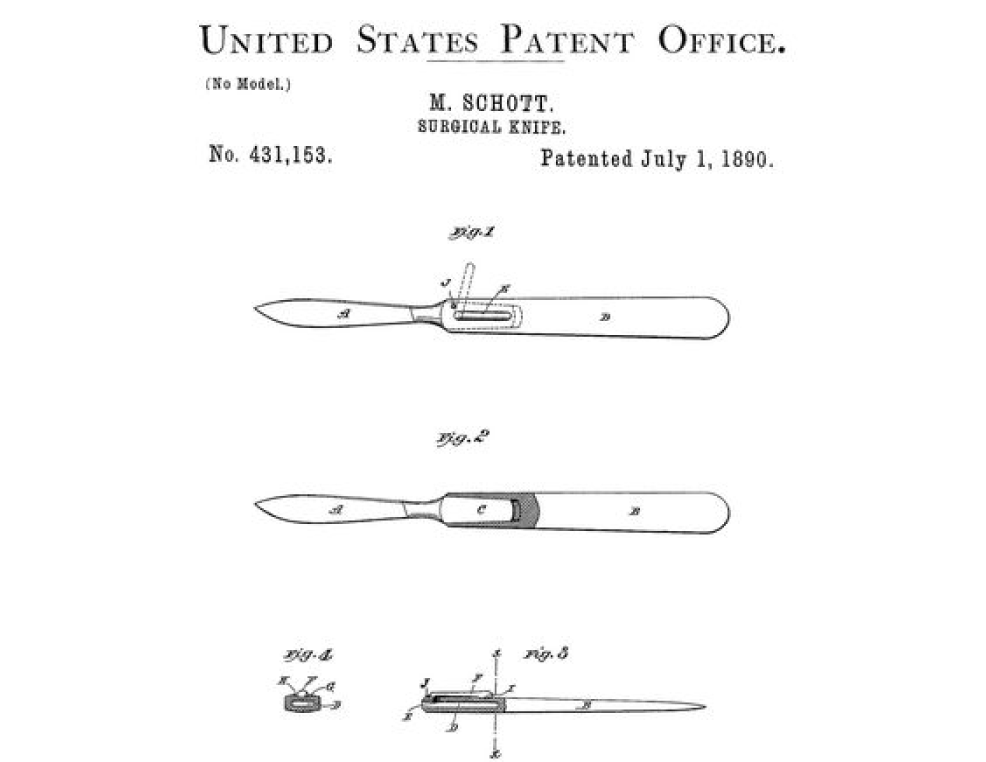 UNITED STATES PATENT OFFICE.
(No Model.)
M. SCHOTT.
SURGICAL KNIFE.
No. 431,153.
Patented July 1, 1890.
Fig. 1
J
E
A
B
Fig. 2
A
C
B
Fig. 4
H F G
D
Fig. 3
J F I
E
D
B